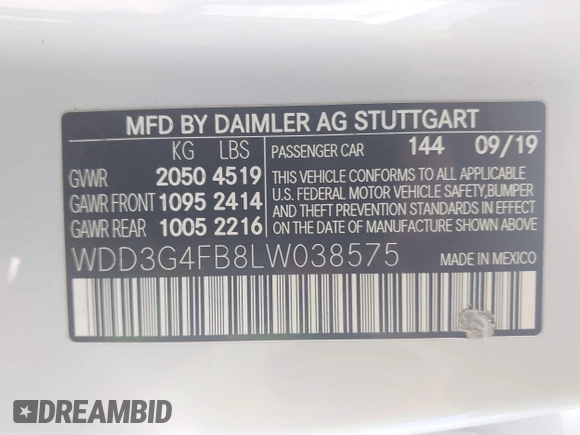 MFD BY DAIMLER AG STUTTGART
KG LBS PASSENGER CAR 144 09/19
GVWR 2050 4519
GAWR FRONT 1095 2414
GAWR REAR 1005 2216
THIS VEHICLE CONFORMS TO ALL APPLICABLE
U.S. FEDERAL MOTOR VEHICLE SAFETY,BUMPER
AND THEFT PREVENTION STANDARDS IN EFFECT
ON THE DATE OF MANUFACTURE SHOWN ABOVE.
WDD3G4FB8LW038575 MADE IN MEXICO
DREAMBID